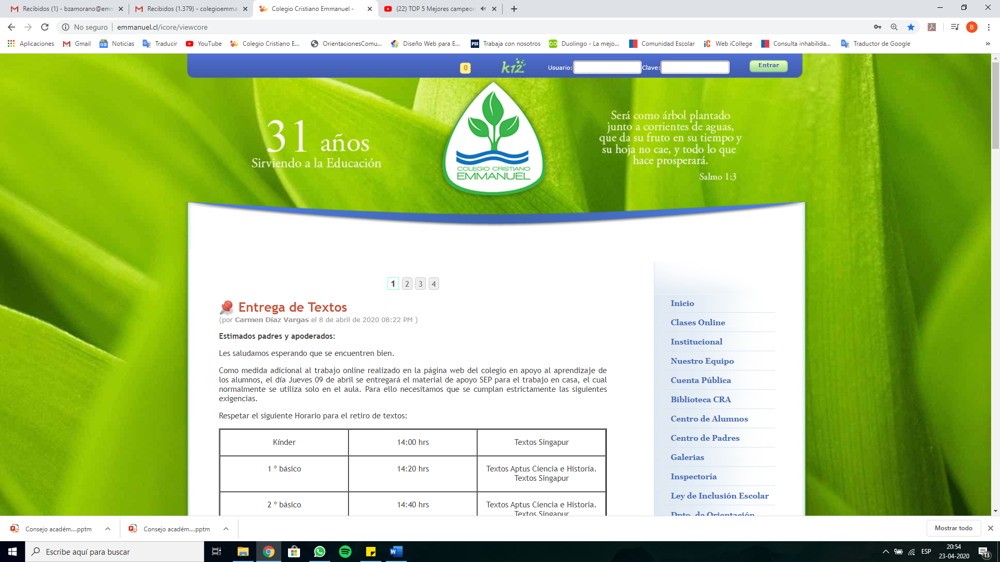 Recibidos (1) - bzamorano@emm
Recibidos (1.379) - colegioemma
Colegio Cristiano Emmanuel -
(22) TOP 5 Mejores campeon
No seguro
emmanuel.cl/icore/viewcore
B
Aplicaciones
Gmail
Noticias
Traducir
YouTube
Colegio Cristiano E...
OrientacionesComu...
Diseño Web para E...
PDI
Trabaja con nosotros
Duolingo - La mejo...
Comunidad Escolar
iC
Web iCollege
Consulta inhabilida...
Traductor de Google
»
0
k12
Usuario:
Clave:
Entrar
31 años
Sirviendo a la Educación
COLEGIO CRISTIANO
EMMANUEL
Será como árbol plantado
junto a corrientes de aguas,
que da su fruto en su tiempo y
su hoja no cae, y todo lo que
hace prosperará.
Salmo 1:3
1 2 3 4
Entrega de Textos
(por Carmen Díaz Vargas el 8 de abril de 2020 08:22 PM )
Estimados padres y apoderados:
Les saludamos esperando que se encuentren bien.
Como medida adicional al trabajo online realizado en la página web del colegio en apoyo al aprendizaje de
los alumnos, el día Jueves 09 de abril se entregará el material de apoyo SEP para el trabajo en casa, el cual
normalmente se utiliza solo en el aula. Para ello necesitamos que se cumplan estrictamente las siguientes
exigencias.
Respetar el siguiente Horario para el retiro de textos:
Kínder
14:00 hrs
Textos Singapur
1 º básico
14:20 hrs
Textos Aptus Ciencia e Historia.
Textos Singapur
2 º básico
14:40 hrs
Textos Aptus Ciencia e Historia.
Textos Singapur
Inicio
Clases Online
Institucional
Nuestro Equipo
Cuenta Pública
Biblioteca CRA
Centro de Alumnos
Centro de Padres
Galerias
Inspectoría
Ley de Inclusión Escolar
Dpto. de Orientación
Consejo académ....pptm
Consejo académ....pptm
Mostrar todo
Escribe aquí para buscar
ESP
20:54
23-04-2020
13